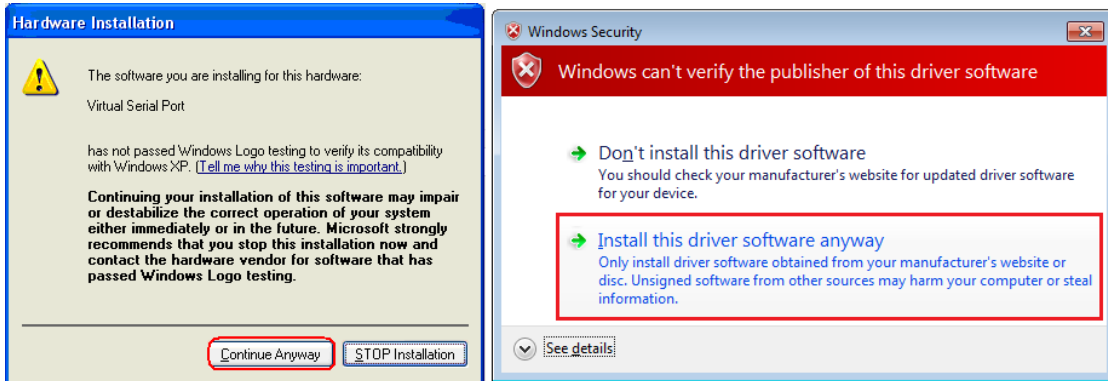 Hardware Installation
The software you are installing for this hardware:
Virtual Serial Port
has not passed Windows Logo testing to verify its compatibility
with Windows XP. (Tell me why this testing is important.)
Continuing your installation of this software may impair
or destabilize the correct operation of your system
either immediately or in the future. Microsoft strongly
recommends that you stop this installation now and
contact the hardware vendor for software that has
passed Windows Logo testing.
Continue Anyway
STOP Installation
Windows Security
Windows can't verify the publisher of this driver software
Don't install this driver software
You should check your manufacturer's website for updated driver software
for your device.
Install this driver software anyway
Only install driver software obtained from your manufacturer's website or
disc. Unsigned software from other sources may harm your computer or steal
information.
See details